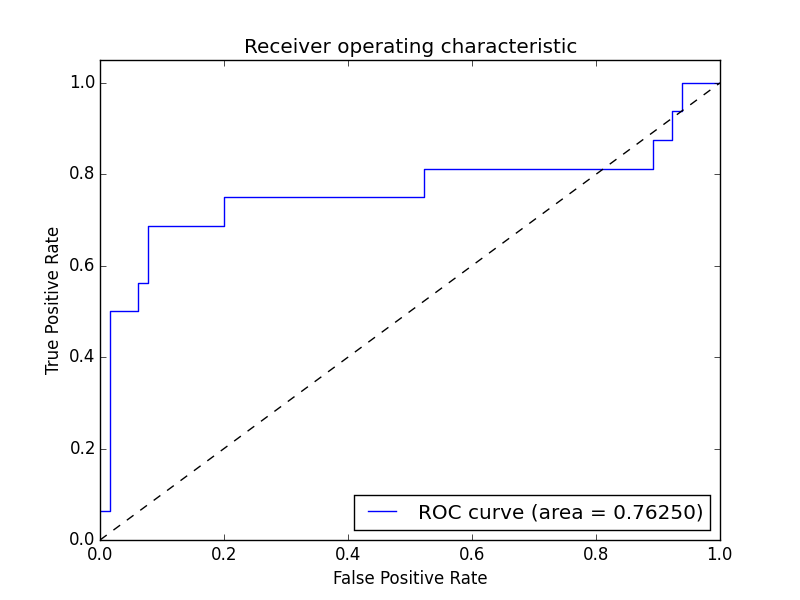 Receiver operating characteristic
True Positive Rate
1.0
0.8
0.6
0.4
0.2
0.0
ROC curve (area = 0.76250)
0.0 0.2 0.4 0.6 0.8 1.0
False Positive Rate